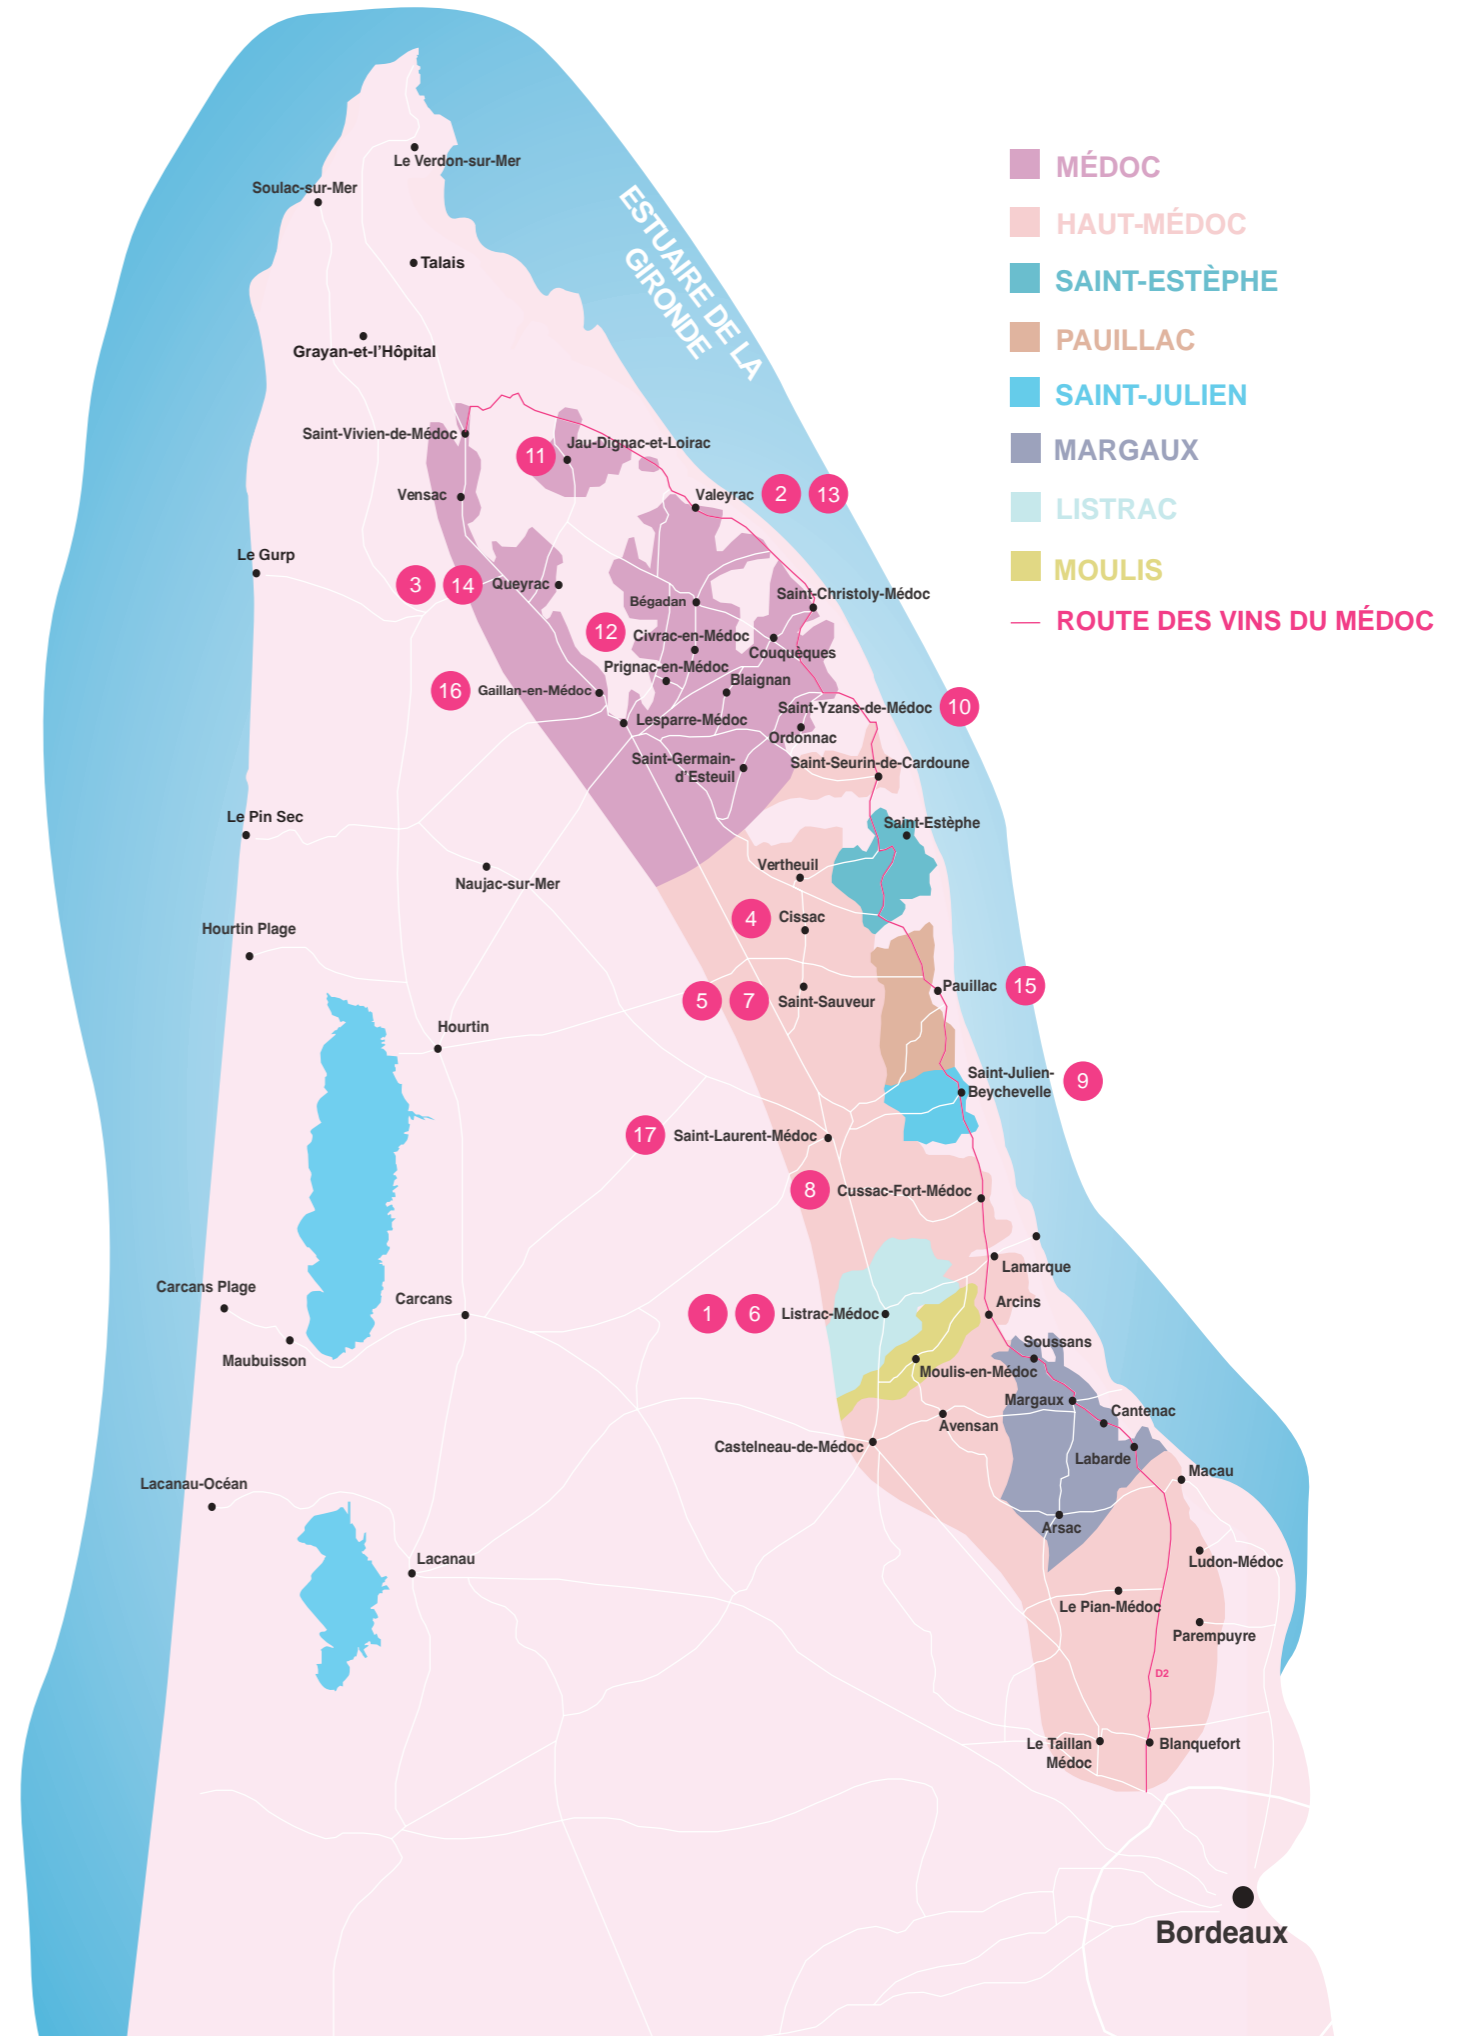 Le Verdon-sur-Mer
Soulac-sur-Mer
Talais
Grayan-et-l'Hôpital
ESTUAIRE DE LA
GIRONDE
MÉDOC
HAUT-MÉDOC
SAINT-ESTÈPHE
PAUILLAC
SAINT-JULIEN
MARGAUX
LISTRAC
MOULIS
ROUTE DES VINS DU MÉDOC
Saint-Vivien-de-Médoc
11
Jau-Dignac-et-Loirac
Vensac
Valeyrac 2 13
Le Gurp
3 14 Queyrac
Bégadan
Saint-Christoly-Médoc
12 Civrac-en-Médoc
Couquèques
Prignac-en-Médoc
16 Gaillan-en-Médoc
Blaignan
Saint-Yzans-de-Médoc 10
Lesparre-Médoc
Ordonnac
Saint-Germain-
d'Esteuil
Saint-Seurin-de-Cardoune
Le Pin Sec
Saint-Estèphe
Vertheuil
Naujac-sur-Mer
4 Cissac
Hourtin Plage
Pauillac 15
5 7 Saint-Sauveur
Hourtin
Saint-Julien-
Beychevelle
9
17 Saint-Laurent-Médoc
8 Cussac-Fort-Médoc
Lamarque
Carcans Plage
Carcans
Arcins
1 6 Listrac-Médoc
Soussans
Maubuisson
Moulis-en-Médoc
Margaux
Cantenac
Avensan
Castelneau-de-Médoc
Labarde
Macau
Lacanau-Océan
Arsac
Lacanau
Ludon-Médoc
Le Pian-Médoc
Parempuyre
D2
Le Taillan
Médoc
Blanquefort
Bordeaux